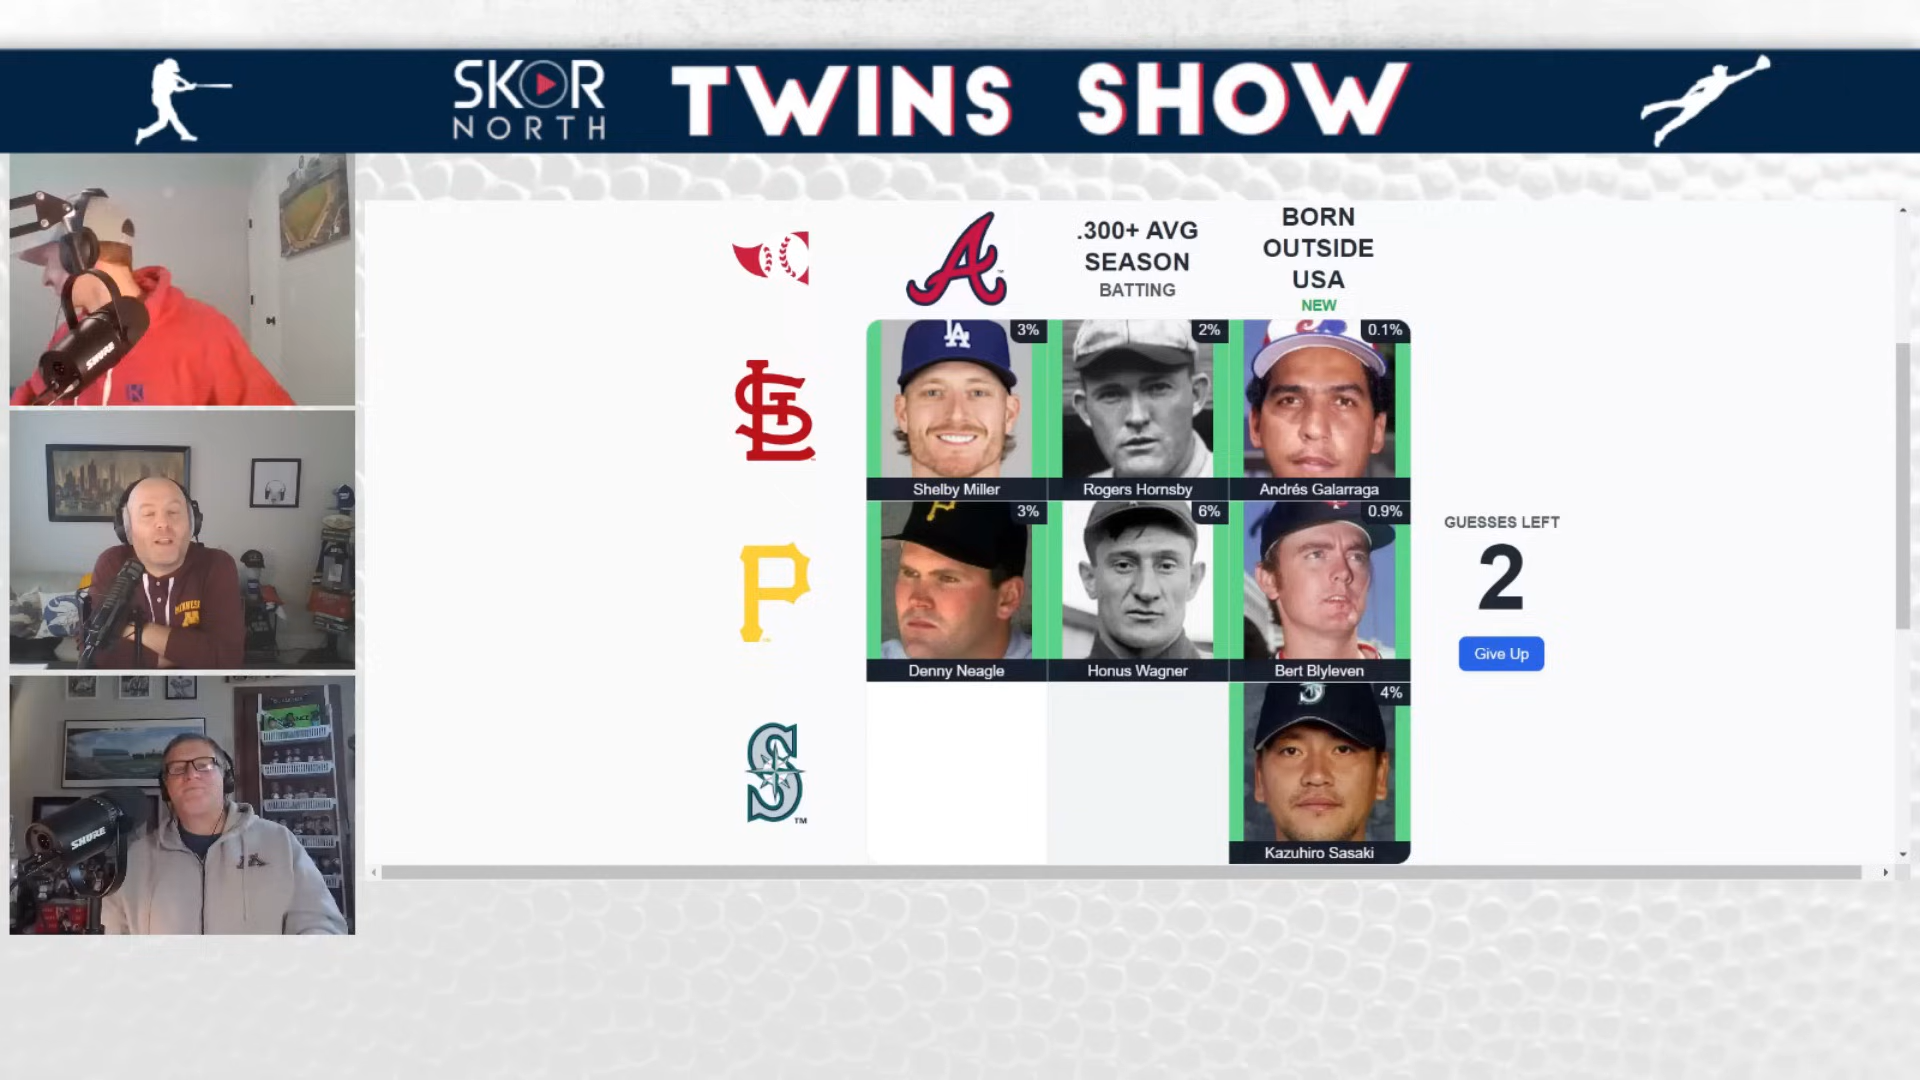 SKOR
NORTH
TWINS SHOW
.300+ AVG
SEASON
BATTING
BORN
OUTSIDE
USA
NEW
3%
2%
0.1%
Shelby Miller
Rogers Hornsby
Andrés Galarraga
3%
6%
0.9%
Denny Neagle
Honus Wagner
Bert Blyleven
4%
Kazuhiro Sasaki
GUESSES LEFT
2
Give Up
SHURE
SHURE